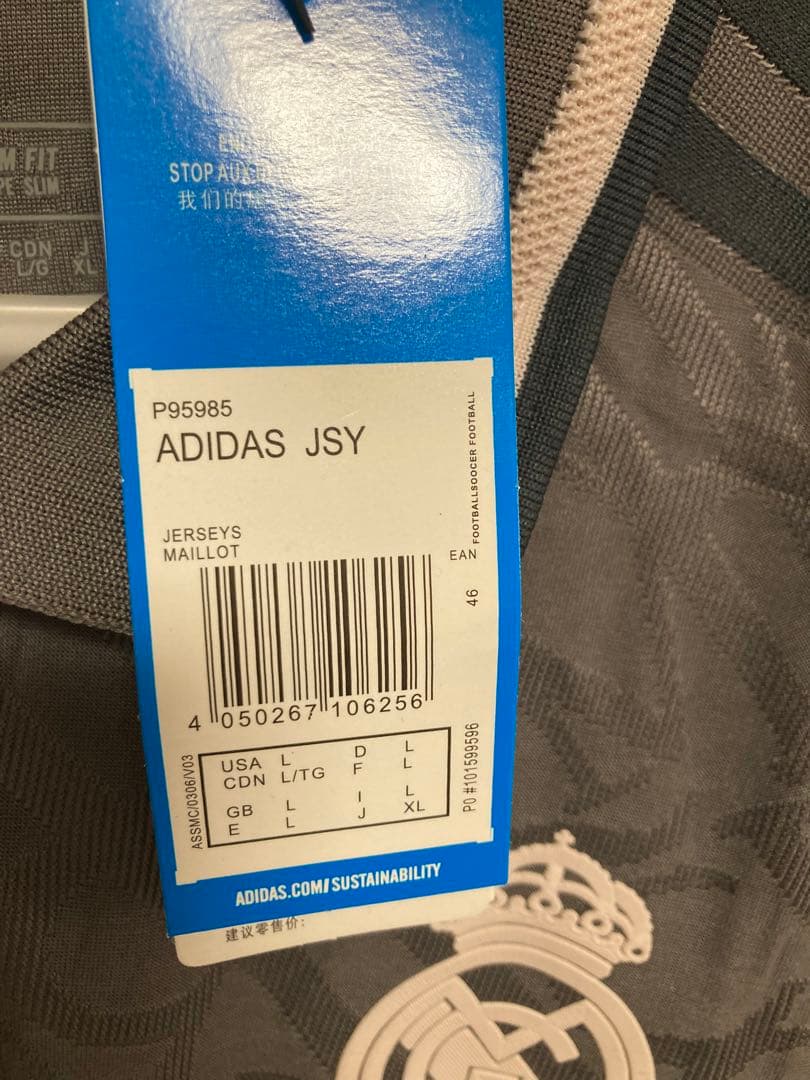 M FIT
PE SLIM
CDN J
L/G XL
STOP AUX
我们的
P95985
ADIDAS JSY
FOOTBALLSOOCER FOOTBALL
JERSEYS
MAILLOT
EAN
46
4 050267 106256
ASSMC/0306/V03
USA L D L
CDN L/TG F L
GB L I L
E L J XL
PO #101599596
ADIDAS.COM/SUSTAINABILITY
建议零售价: